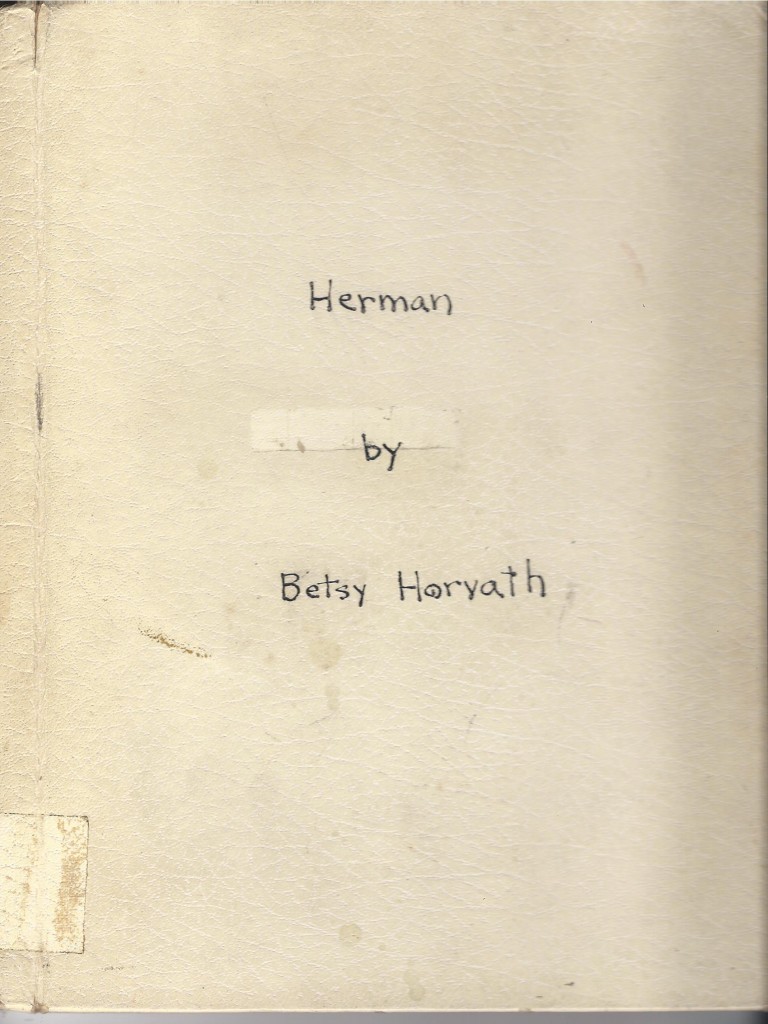 Herman
by
Betsy Horvath